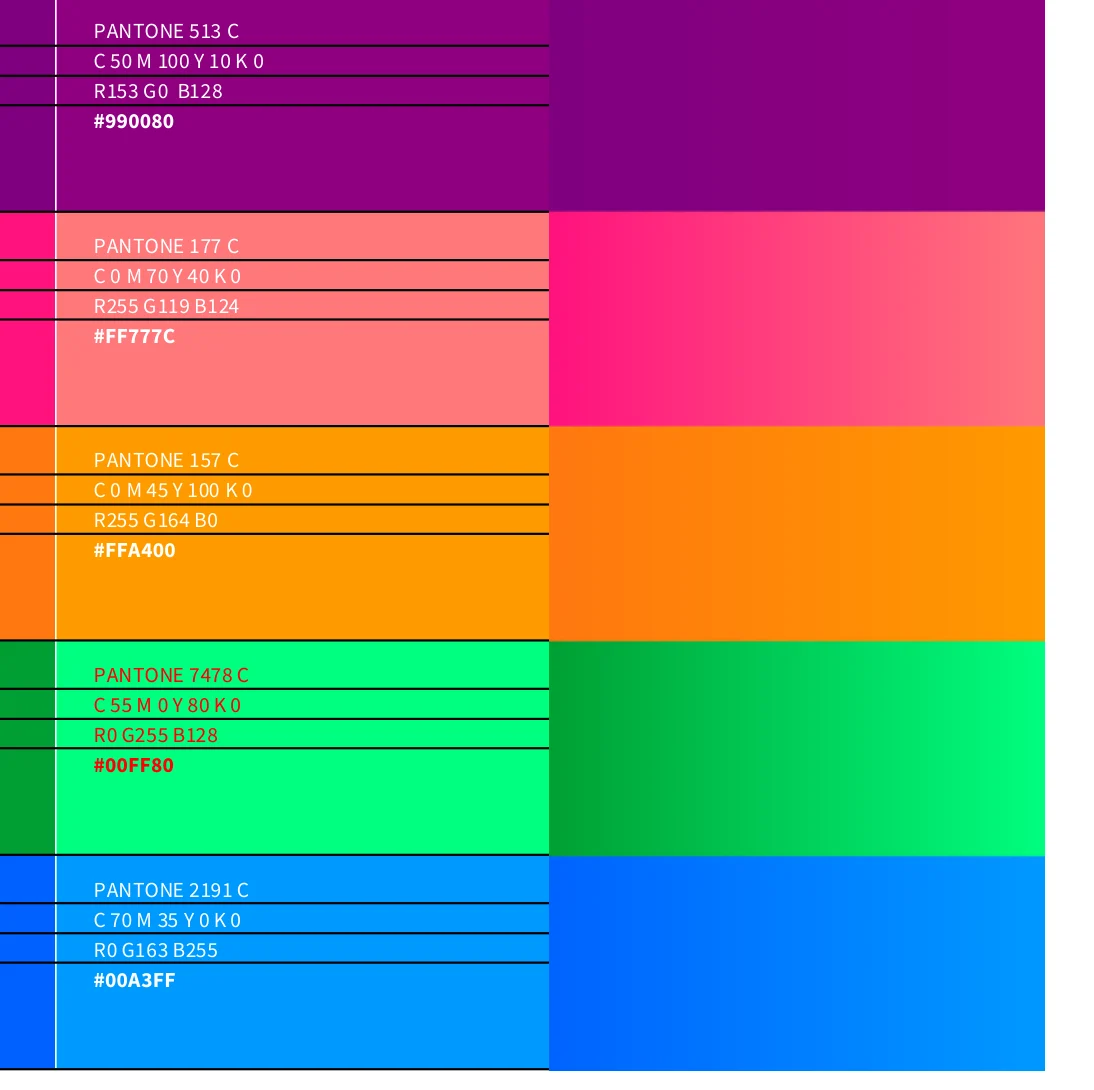 PANTONE 513 C
C 50 M 100 Y 10 K 0
R153 G0 B128
#990080
PANTONE 177 C
C 0 M 70 Y 40 K 0
R255 G119 B124
#FF777C
PANTONE 157 C
C 0 M 45 Y 100 K 0
R255 G164 B0
#FFA400
PANTONE 7478 C
C 55 M 0 Y 80 K 0
R0 G255 B128
#00FF80
PANTONE 2191 C
C 70 M 35 Y 0 K 0
R0 G163 B255
#00A3FF